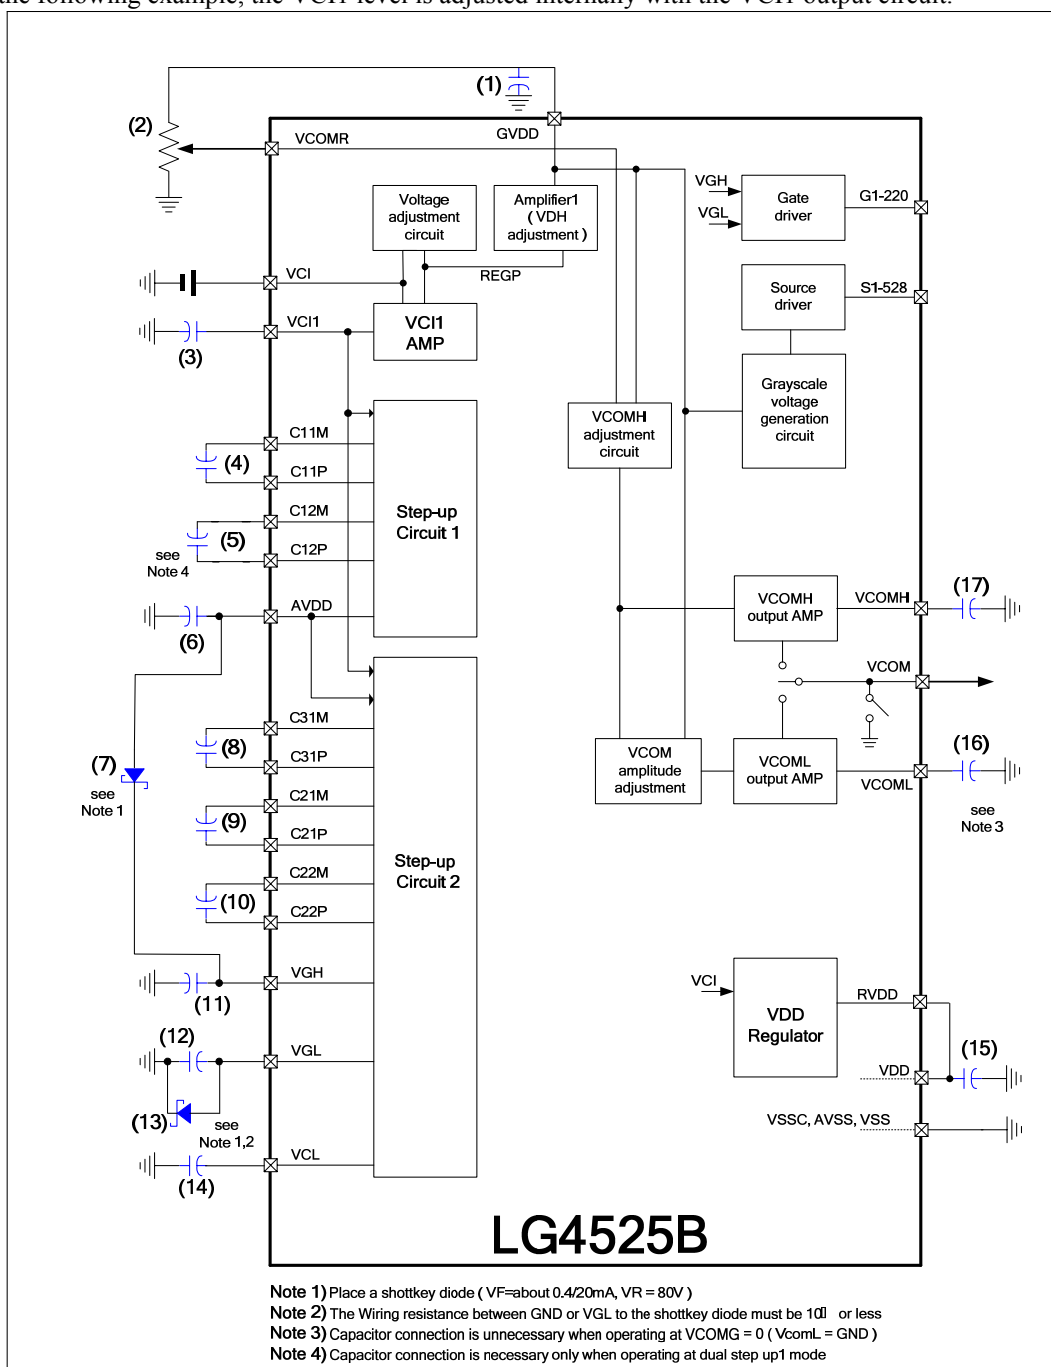 the following example, the VCI1 level is adjusted internally with the VCI1 output circuit.
(1)
(2)
VCOMR
GVDD
Voltage
adjustment
circuit
Amplifier1
( VDH
adjustment )
VGH
VGL
Gate
driver
G1-220
REGP
VCI
Source
driver
S1-528
VCI1
(3)
VCI1
AMP
Grayscale
voltage
generation
circuit
VCOMH
adjustment
circuit
C11M
(4)
C11P
C12M
(5)
C12P
see
Note 4
Step-up
Circuit 1
AVDD
(6)
VCOMH
output AMP
VCOMH
(17)
VCOM
C31M
(8)
C31P
(7)
see
Note 1
C21M
(9)
C21P
VCOM
amplitude
adjustment
VCOML
output AMP
VCOML
(16)
see
Note 3
Step-up
Circuit 2
C22M
(10)
C22P
VGH
(11)
VCI
VDD
Regulator
RVDD
(12)
VGL
(15)
VDD
(13)
see
Note 1,2
VSSC, AVSS, VSS
VCL
(14)
LG4525B
Note 1) Place a shottkey diode ( VF=about 0.4/20mA, VR = 80V )
Note 2) The Wiring resistance between GND or VGL to the shottkey diode must be 10 or less
Note 3) Capacitor connection is unnecessary when operating at VCOMG = 0 ( VcomL = GND )
Note 4) Capacitor connection is necessary only when operating at dual step up1 mode